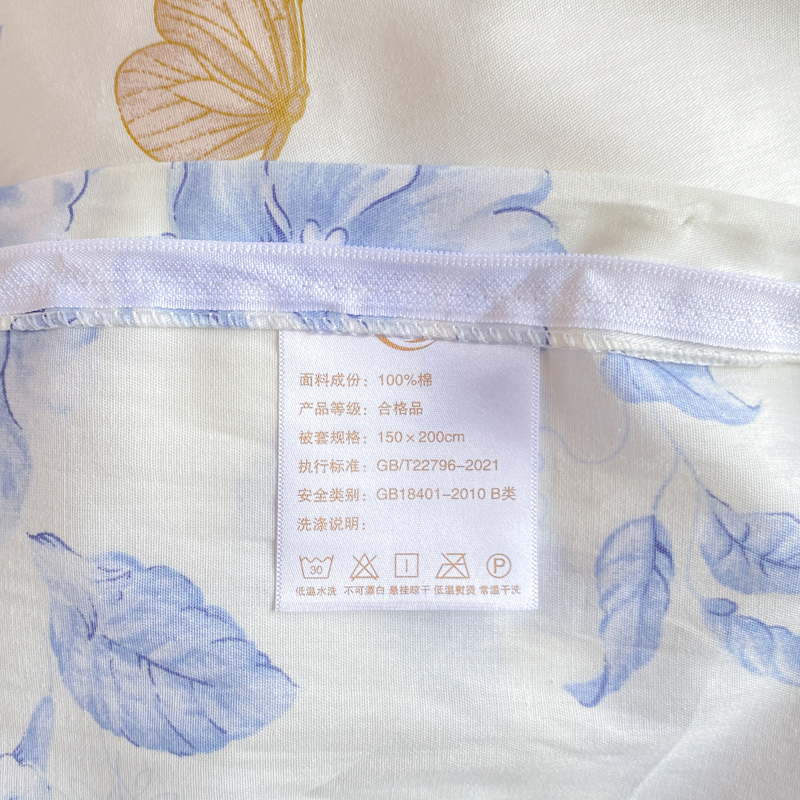 面料成份：100%棉
产品等级：合格品
被套规格：150×200cm
执行标准：GB/T22796-2021
安全类别：GB18401-2010 B类
洗涤说明：
30 P
低温水洗 不可漂白 悬挂晾干 低温熨烫 常温干洗